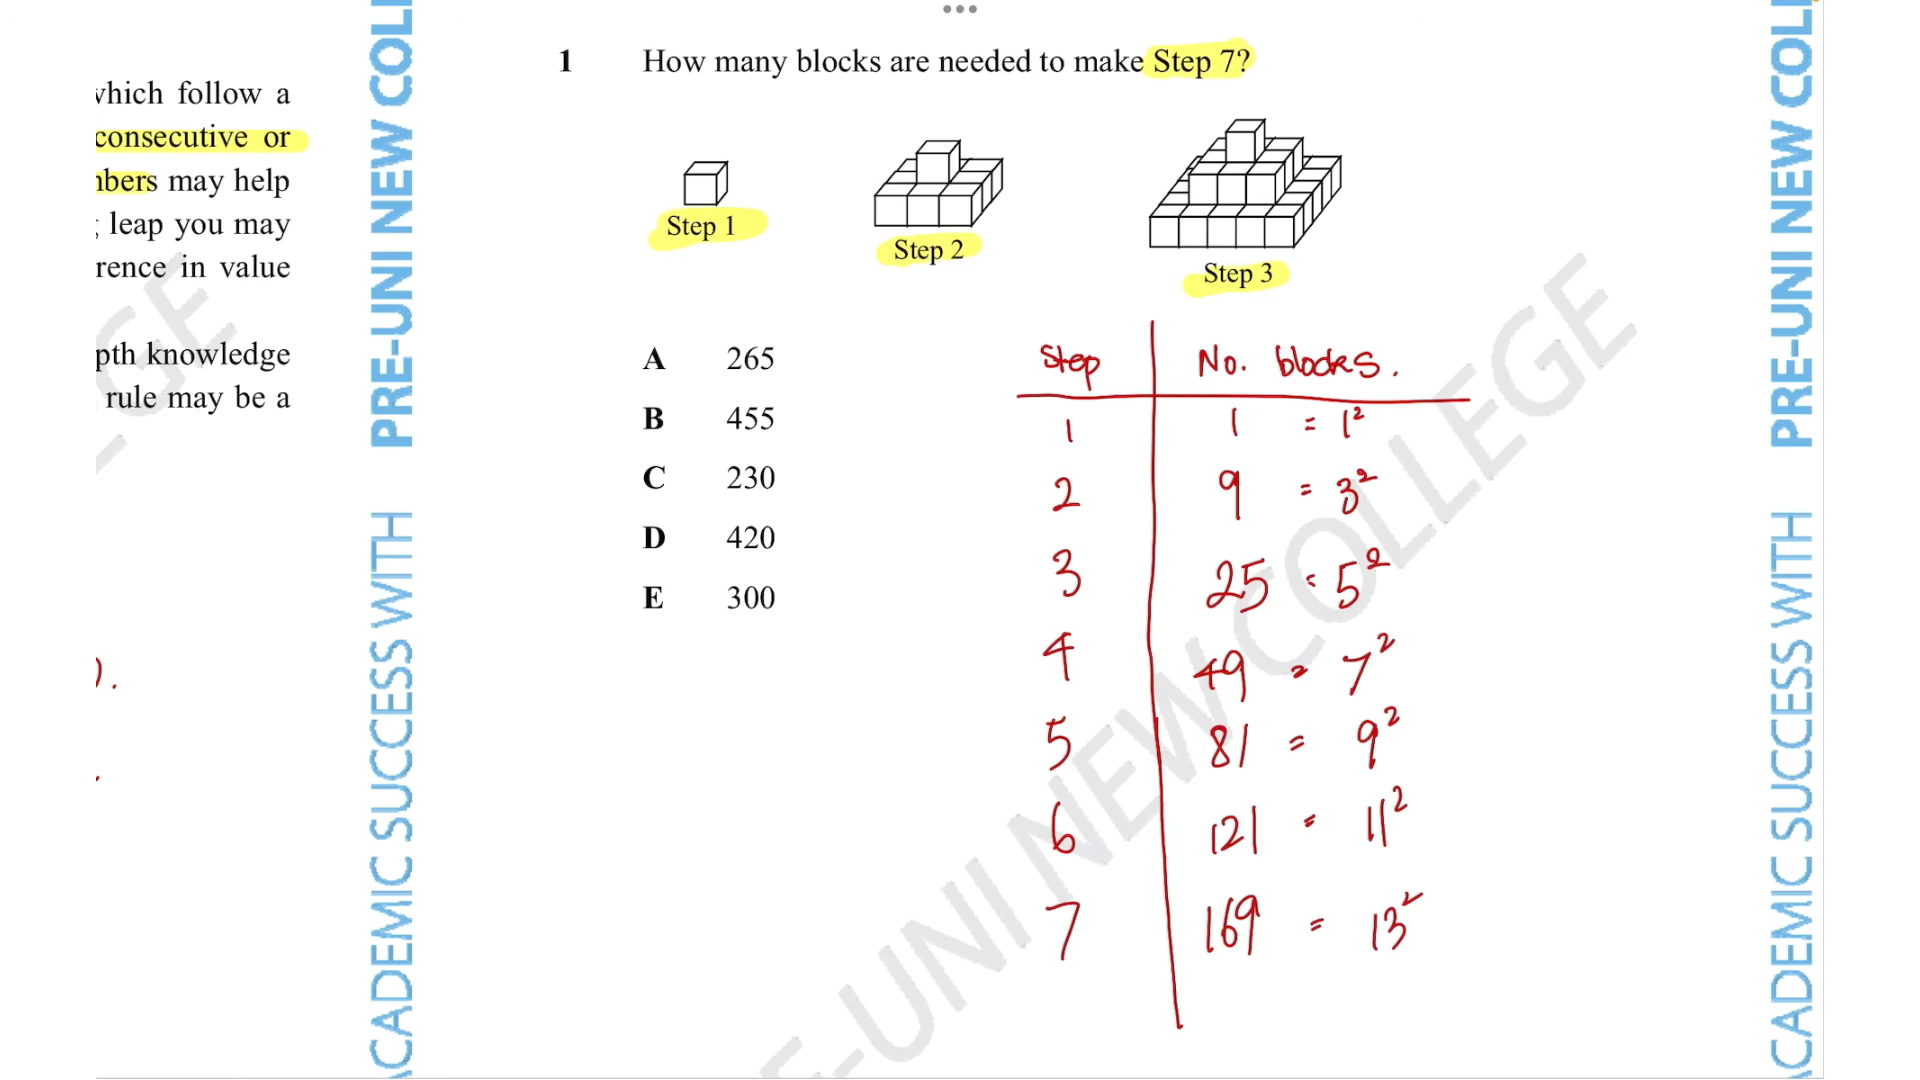 which follow a
consecutive or
may help
leap you may
rence in value
pth knowledge
rule may be a
).
ACADEMIC SUCCESS WITH PRE-UNI NEW COLL
1 How many blocks are needed to make Step 7?
Step 1
Step 2
Step 3
A 265
B 455
C 230
D 420
E 300
Step No. blocks.
1 1 = 1²
2 9 = 3²
3 25 = 5²
4 49 = 7²
5 81 = 9²
6 121 = 11²
7 169 = 13²
E-UNI NEW COLLEGE
GE
ACADEMIC SUCCESS WITH PRE-UNI NEW COLL